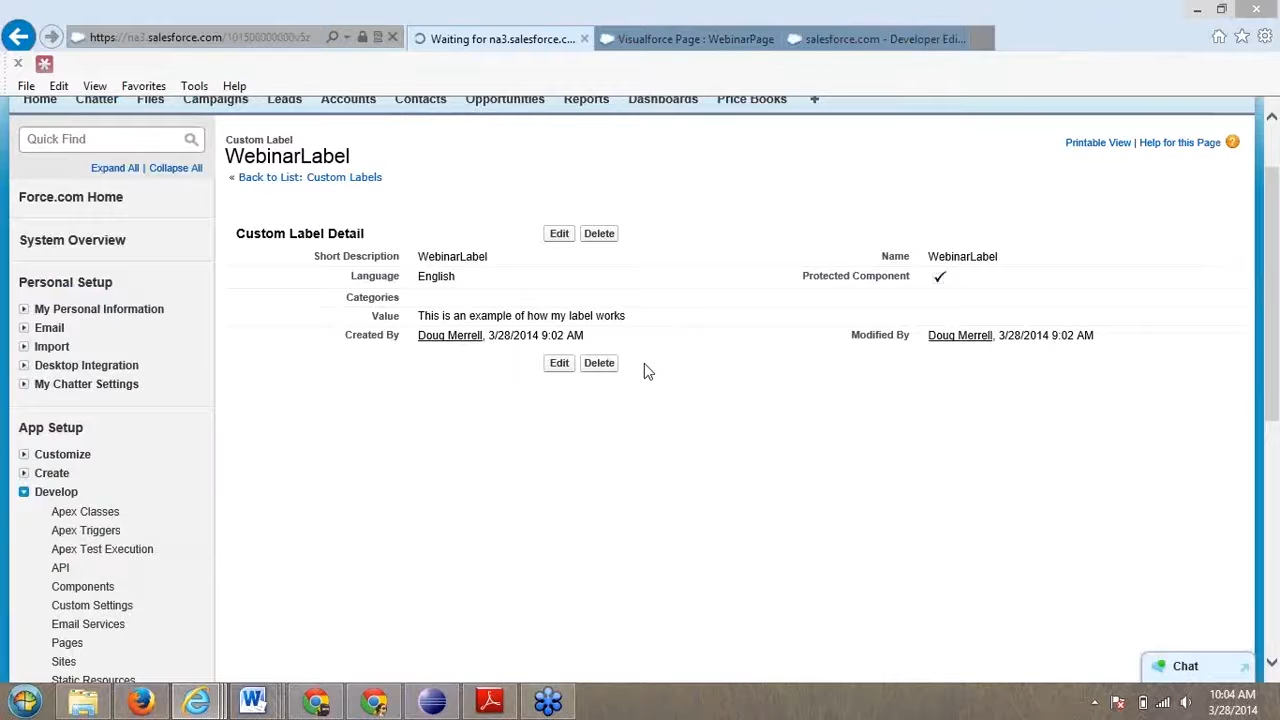 https://na3.salesforce.com/101500000000v5z
Waiting for na3.salesforce.c...
Visualforce Page : WebinarPage
salesforce.com - Developer Edi...
File Edit View Favorites Tools Help
Home Chatter Files Campaigns Leads Accounts Contacts Opportunities Reports Dashboards Price Books +
Quick Find
Expand All | Collapse All
Force.com Home
System Overview
Personal Setup
My Personal Information
Email
Import
Desktop Integration
My Chatter Settings
App Setup
Customize
Create
Develop
Apex Classes
Apex Triggers
Apex Test Execution
API
Components
Custom Settings
Email Services
Pages
Sites
Static Resources
Custom Label
WebinarLabel
« Back to List: Custom Labels
Printable View | Help for this Page
Custom Label Detail
Edit Delete
Short Description WebinarLabel Name WebinarLabel
Language English Protected Component
Categories
Value This is an example of how my label works
Created By Doug Merrell, 3/28/2014 9:02 AM Modified By Doug Merrell, 3/28/2014 9:02 AM
Edit Delete
Chat
10:04 AM
3/28/2014